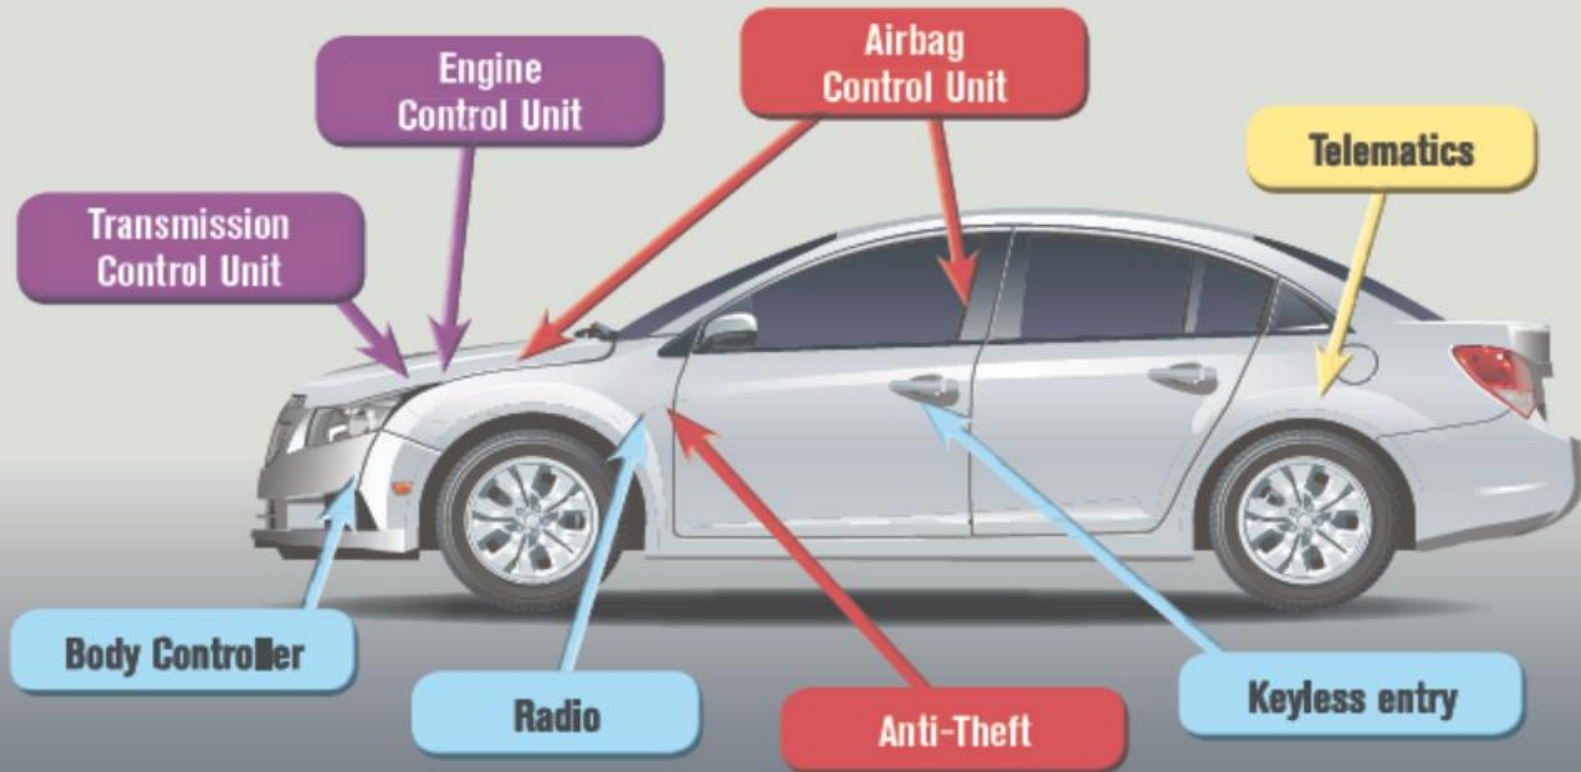 Engine
Control Unit
Airbag
Control Unit
Telematics
Transmission
Control Unit
Body Controller
Radio
Anti-Theft
Keyless entry